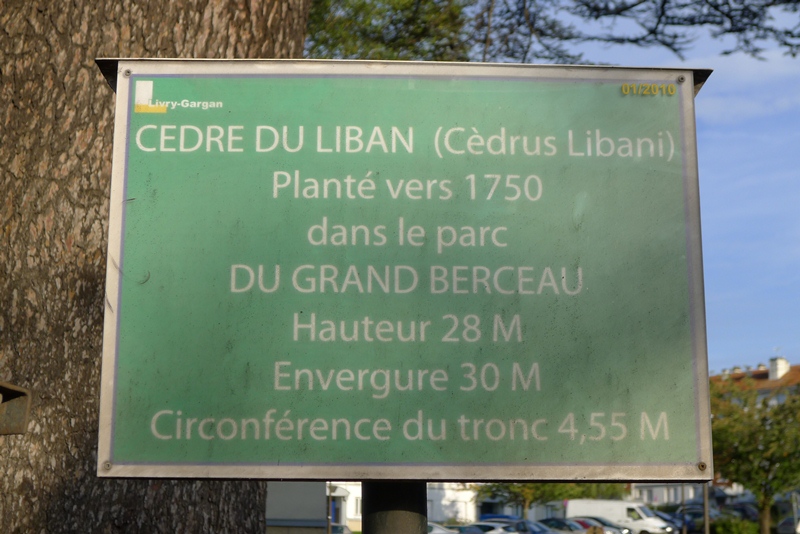 Livry-Gargan
01/2010
CEDRE DU LIBAN (Cèdrus Libani)
Planté vers 1750
dans le parc
DU GRAND BERCEAU
Hauteur 28 M
Envergure 30 M
Circonférence du tronc 4,55 M